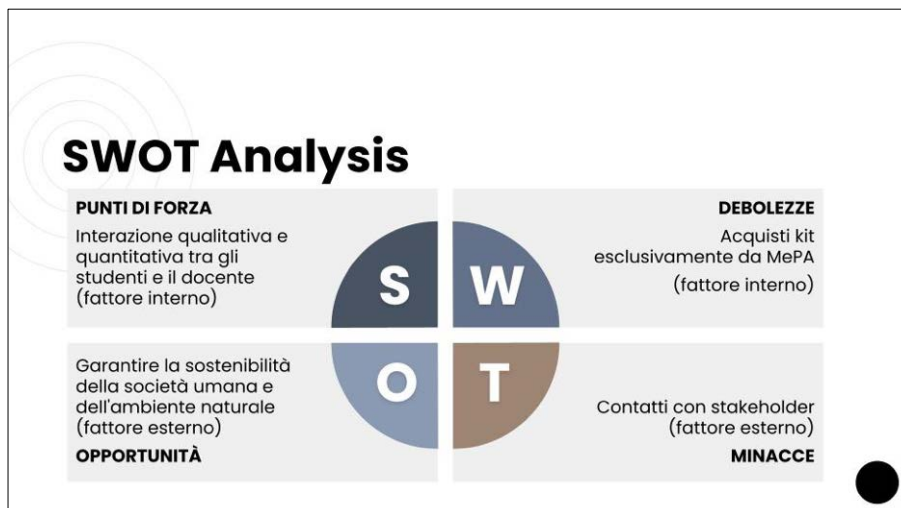 SWOT Analysis
PUNTI DI FORZA
Interazione qualitativa e
quantitativa tra gli
studenti e il docente
(fattore interno)
S
W
DEBOLEZZE
Acquisti kit
esclusivamente da MePA
(fattore interno)
Garantire la sostenibilità
della società umana e
dell'ambiente naturale
(fattore esterno)
OPPORTUNITÀ
O
T
Contatti con stakeholder
(fattore esterno)
MINACCE